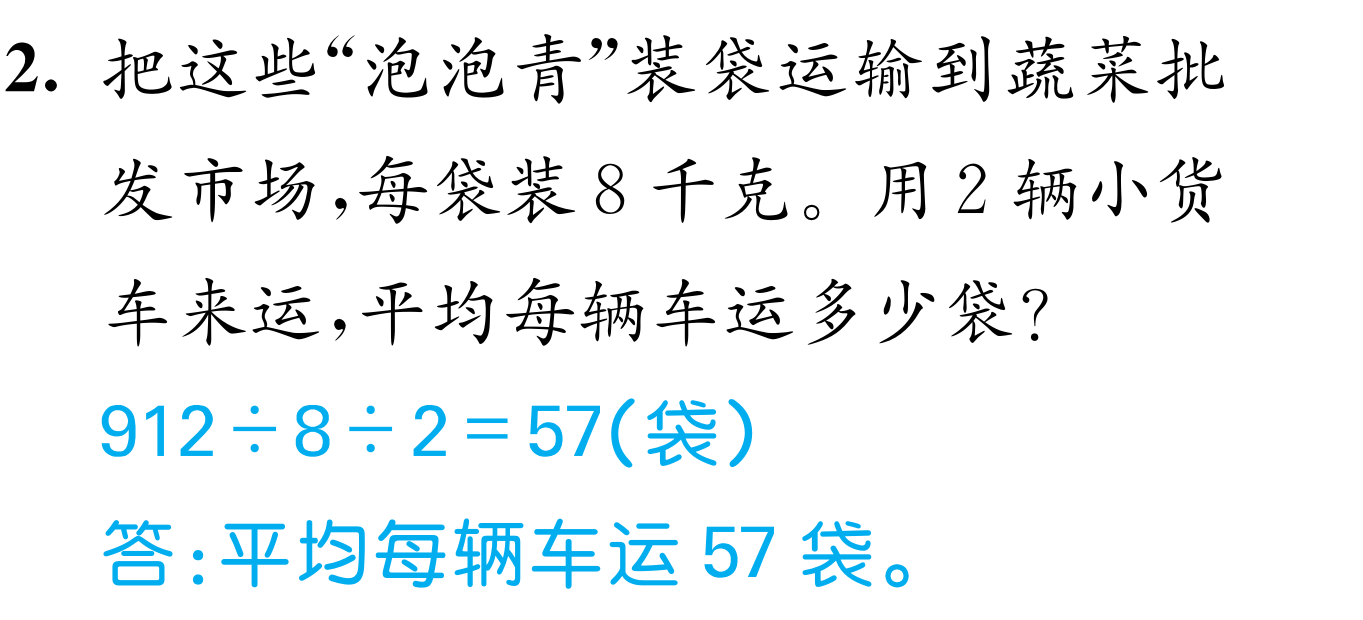 2. 把这些“泡泡青”装袋运输到蔬菜批
发市场,每袋装8千克。用2辆小货
车来运,平均每辆车运多少袋?
912÷8÷2=57(袋)
答:平均每辆车运57袋。